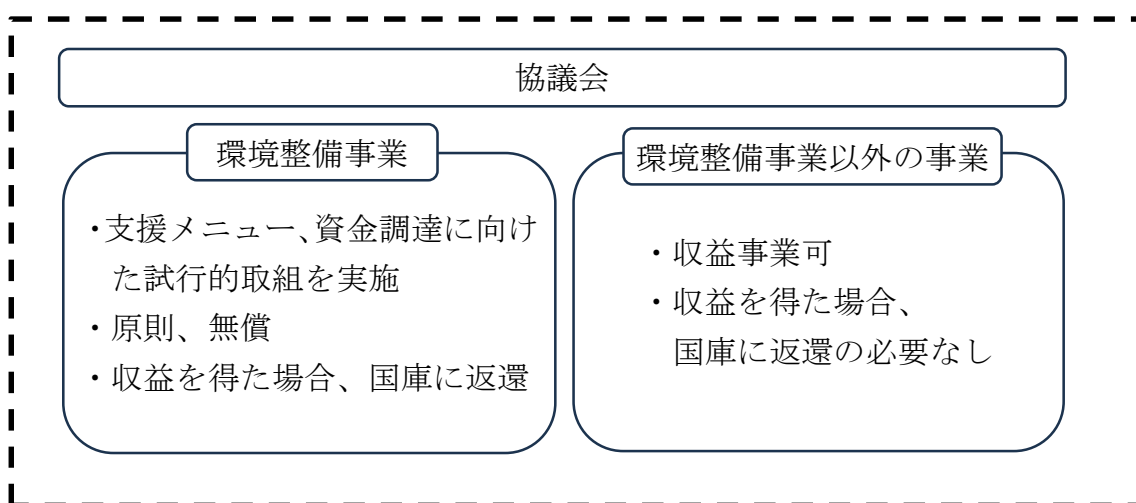 協議会
環境整備事業
・支援メニュー、資金調達に向け
た試行的取組を実施
・原則、無償
・収益を得た場合、国庫に返還
環境整備事業以外の事業
・収益事業可
・収益を得た場合、
国庫に返還の必要なし